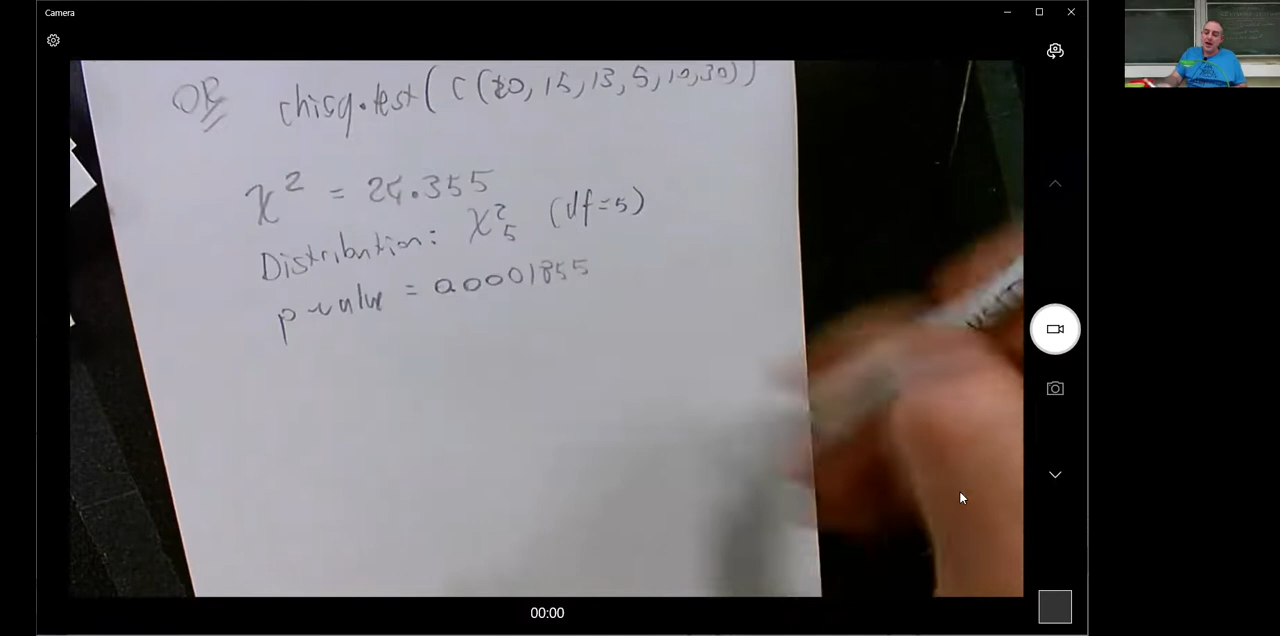 Camera
OR chisq.test( c(20, 15, 13, 5, 10, 30))
χ² = 24.355
Distribution: χ²₅ (df=5)
p-value = 0.0001855
00:00